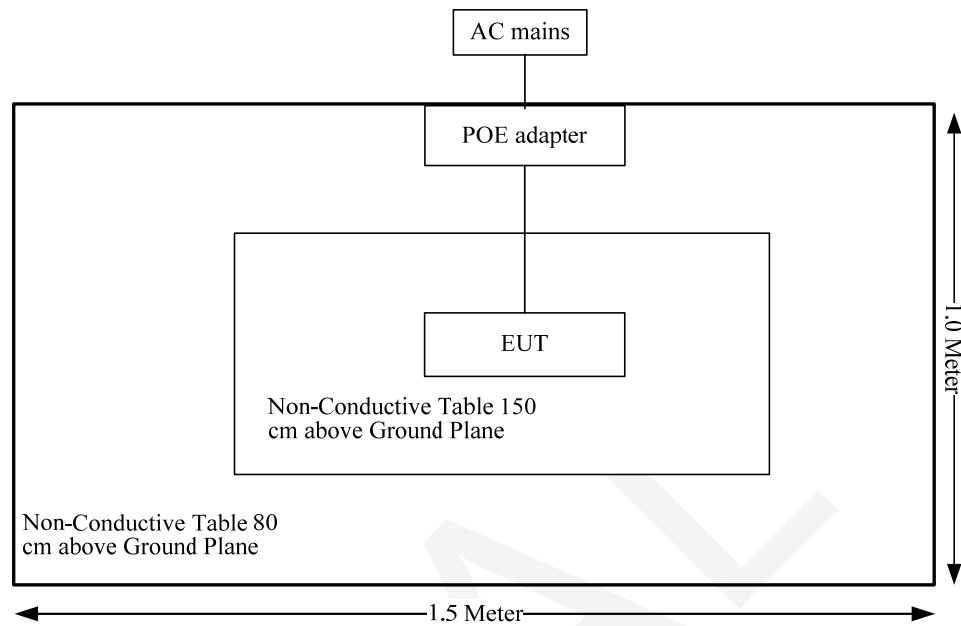 AC mains
POE adapter
EUT
Non-Conductive Table 150
cm above Ground Plane
Non-Conductive Table 80
cm above Ground Plane
1.0 Meter
1.5 Meter